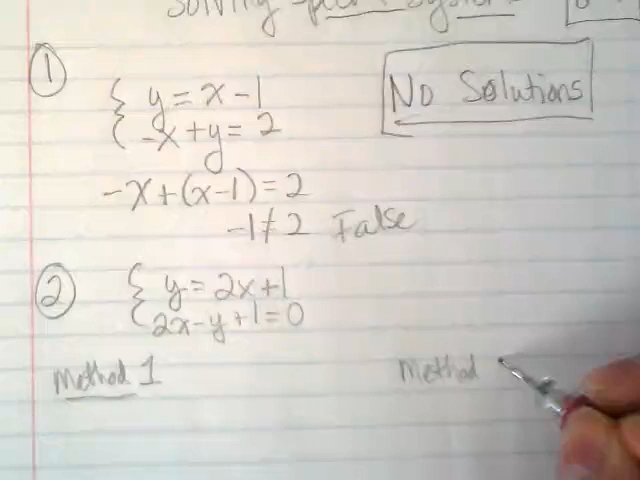 Solving
①
y = x - 1
-x + y = 2
No Solutions
-x + (x - 1) = 2
-1 ≠ 2 False
②
y = 2x + 1
2x - y + 1 = 0
Method 1
Method